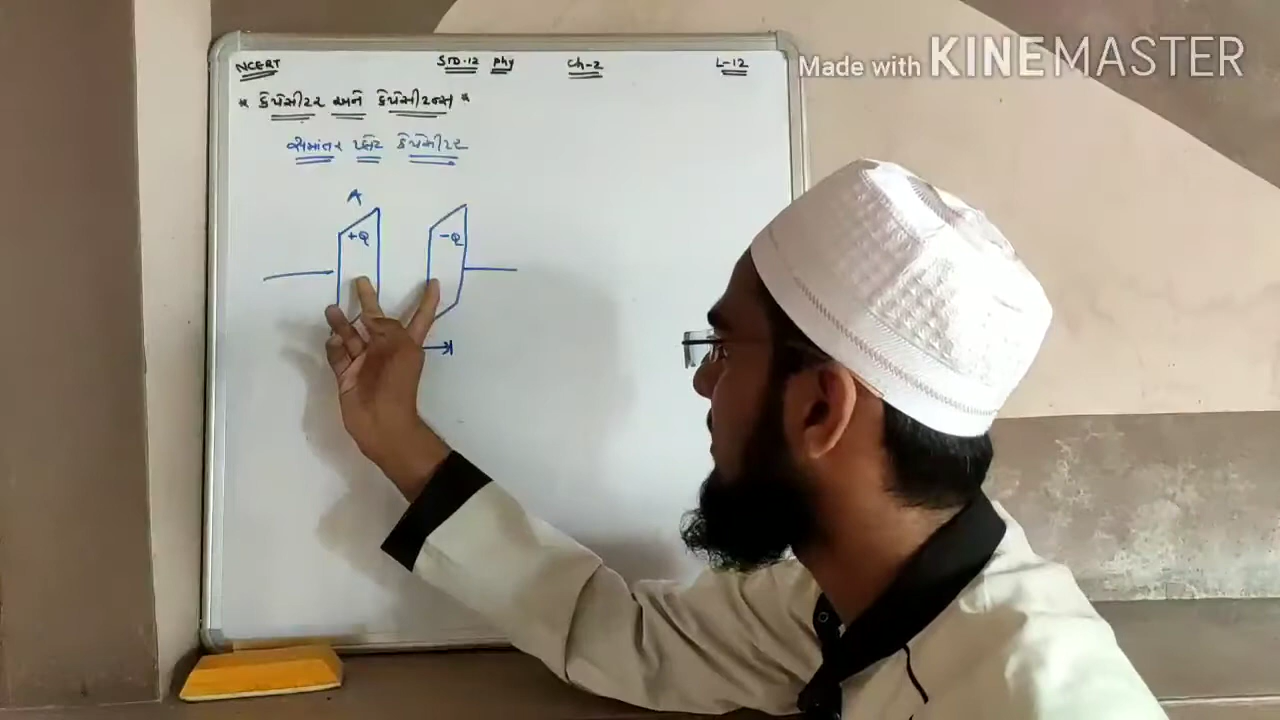 Made with KINEMASTER
NCERT STD-12 phy Ch-2 L-12
* કેપેસીટર અને કેપેસીટન્સ *
સમાંતર પ્લેટ કેપેસીટર
A
+Q -Q